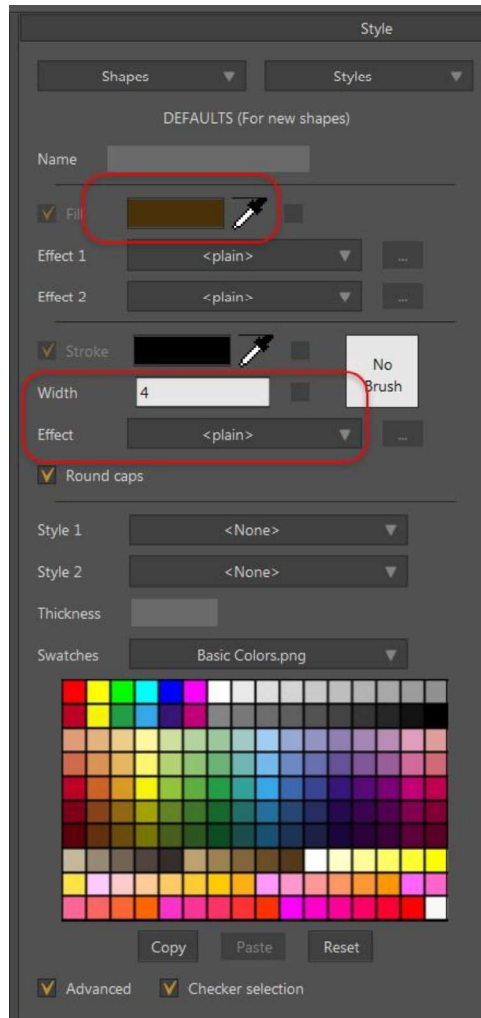 Style
Shapes Styles
DEFAULTS (For new shapes)
Name
Fill
Effect 1 <plain> ...
Effect 2 <plain> ...
Stroke No
Width 4 Brush
Effect <plain> ...
Round caps
Style 1 <None>
Style 2 <None>
Thickness
Swatches Basic Colors.png
Copy Paste Reset
Advanced Checker selection